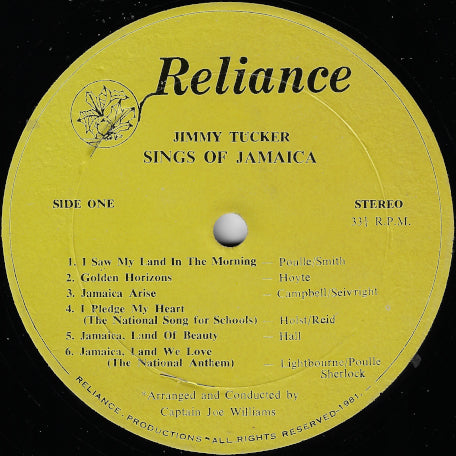 Reliance
JIMMY TUCKER
SINGS OF JAMAICA
SIDE ONE
STEREO
33⅓ R.P.M.
1. I Saw My Land In The Morning — Poulle/Smith
2. Golden Horizons — Hoyte
3. Jamaica Arise — Campbell/Seivright
4. I Pledge My Heart
(The National Song for Schools) Holst/Reid
5. Jamaica, Land Of Beauty — Hall
6. Jamaica, Land We Love
(The National Anthem) — Lightbourne/Poulle
Sherlock
Arranged and Conducted by
Captain Joe Williams
RELIANCE PRODUCTIONS ALL RIGHTS RESERVED 1981